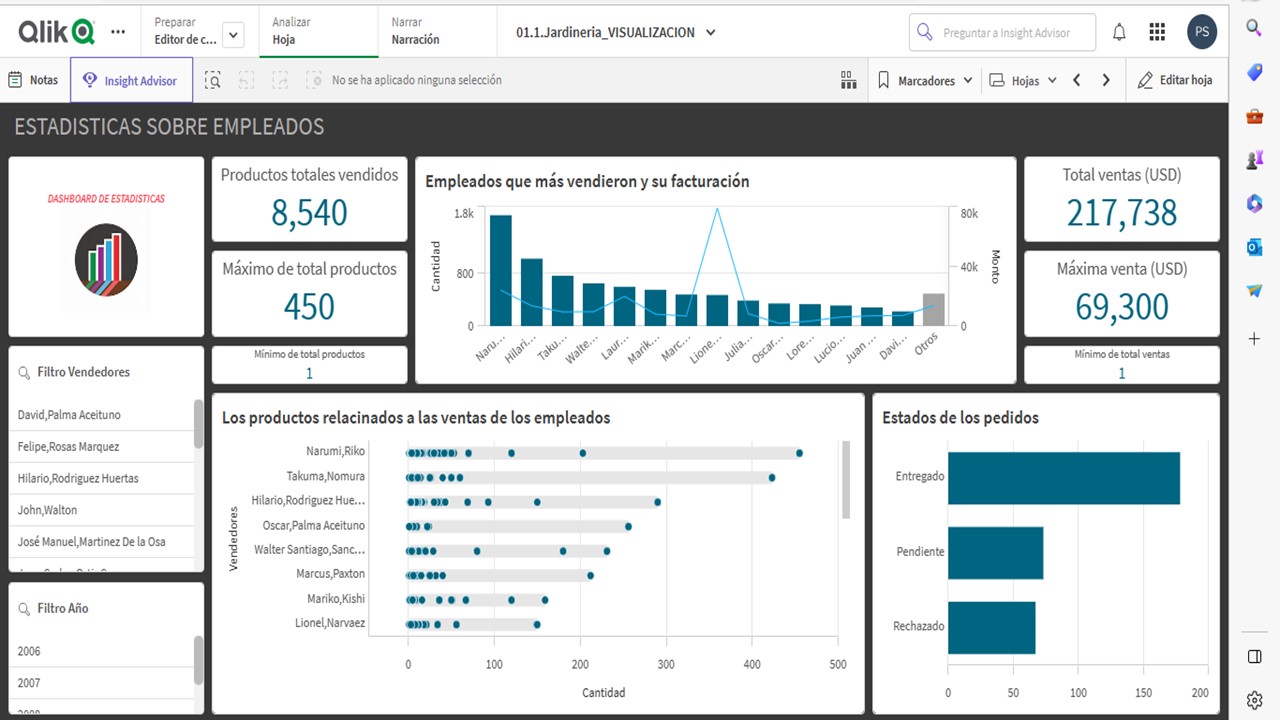 Qlik
Preparar
Editor de c...
Analizar
Hoja
Narrar
Narración
01.1.Jardineria_VISUALIZACION
Preguntar a Insight Advisor
PS
Notas
Insight Advisor
No se ha aplicado ninguna selección
Marcadores
Hojas
Editar hoja
ESTADISTICAS SOBRE EMPLEADOS
DASHBOARD DE ESTADISTICAS
Productos totales vendidos
8,540
Máximo de total productos
450
Mínimo de total productos
1
Empleados que más vendieron y su facturación
Cantidad
1.8k
800
0
80k
40k
0
Monto
Naru...
Hilari...
Taku...
Walte...
Laur...
Marik...
Marc...
Lione...
Julia...
Oscar...
Lore...
Lucio...
Juan ...
Davi...
Otros
Total ventas (USD)
217,738
Máxima venta (USD)
69,300
Mínimo de total ventas
1
Filtro Vendedores
David,Palma Aceituno
Felipe,Rosas Marquez
Hilario,Rodriguez Huertas
John,Walton
José Manuel,Martinez De la Osa
Filtro Año
2006
2007
2008
Los productos relacinados a las ventas de los empleados
Vendedores
Narumi,Riko
Takuma,Nomura
Hilario,Rodriguez Hue...
Oscar,Palma Aceituno
Walter Santiago,Sanc...
Marcus,Paxton
Mariko,Kishi
Lionel,Narvaez
0
100
200
300
400
500
Cantidad
Estados de los pedidos
Entregado
Pendiente
Rechazado
0
50
100
150
200